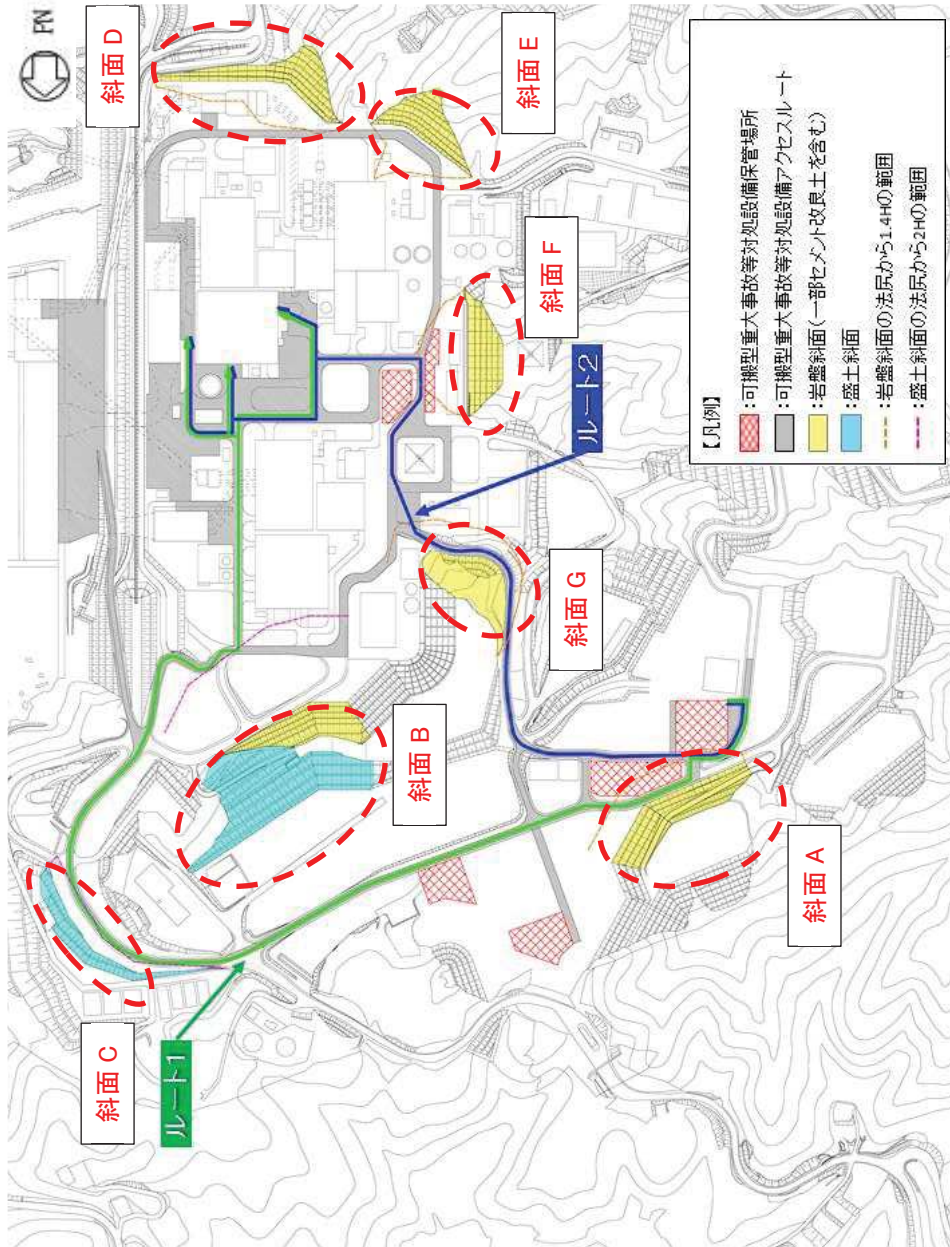 PN
斜面 D
斜面 E
斜面 F
斜面 C
斜面 B
斜面 G
斜面 A
ルート1
ルート2
【凡例】
：可搬型重大事故等対処設備保管場所
：可搬型重大事故等対処設備アクセスルート
：岩盤斜面（一部セメント改良土を含む）
：盛土斜面
：岩盤斜面の法尻から1.4Hの範囲
：盛土斜面の法尻から2Hの範囲